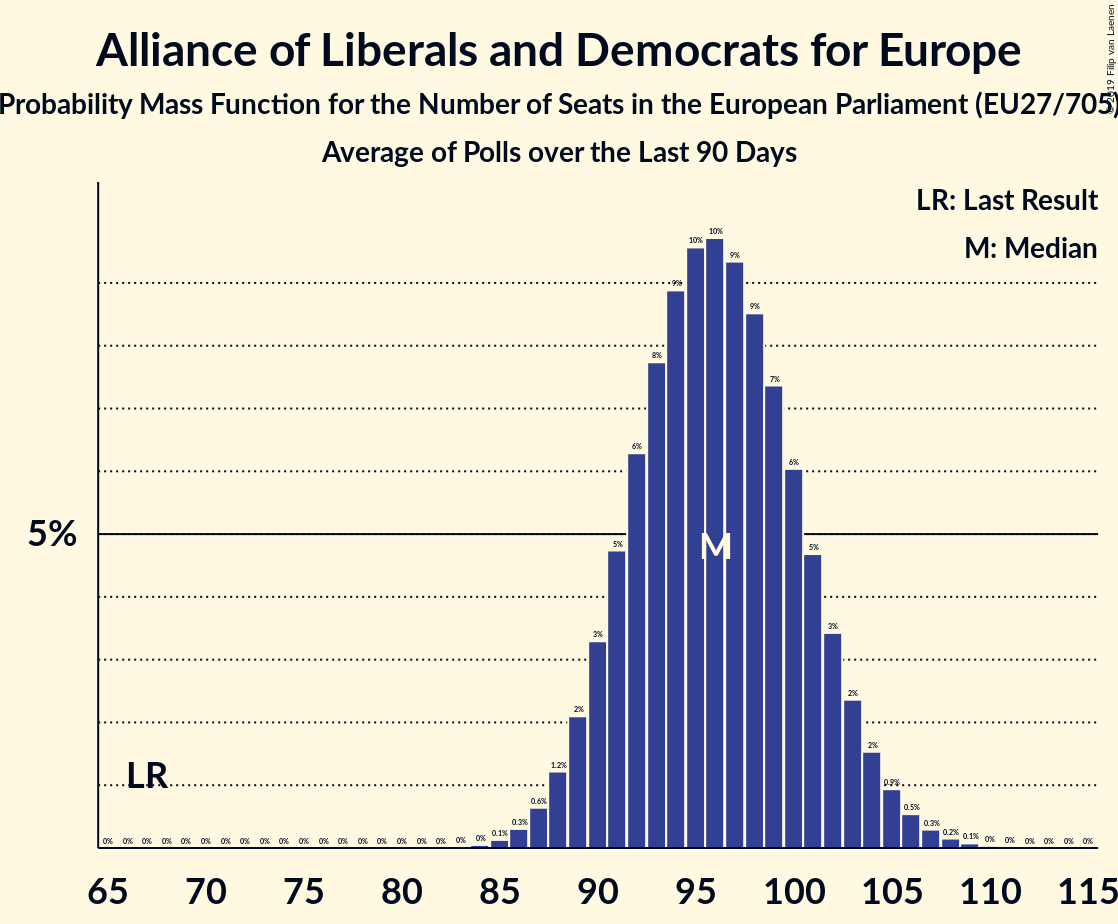 Alliance of Liberals and Democrats for Europe
Probability Mass Function for the Number of Seats in the European Parliament (EU27/705)
Average of Polls over the Last 90 Days
© 2019 Filip van Laenen
LR: Last Result
M: Median
5%
LR
M
0% 0% 0% 0% 0% 0% 0% 0% 0% 0% 0% 0% 0% 0% 0% 0% 0% 0% 0% 0% 0.1% 0.3% 0.6% 1.2% 2% 3% 5% 6% 8% 9% 10% 10% 9% 9% 7% 6% 5% 3% 2% 2% 0.9% 0.5% 0.3% 0.2% 0.1% 0% 0% 0% 0% 0% 0%
65 70 75 80 85 90 95 100 105 110 115